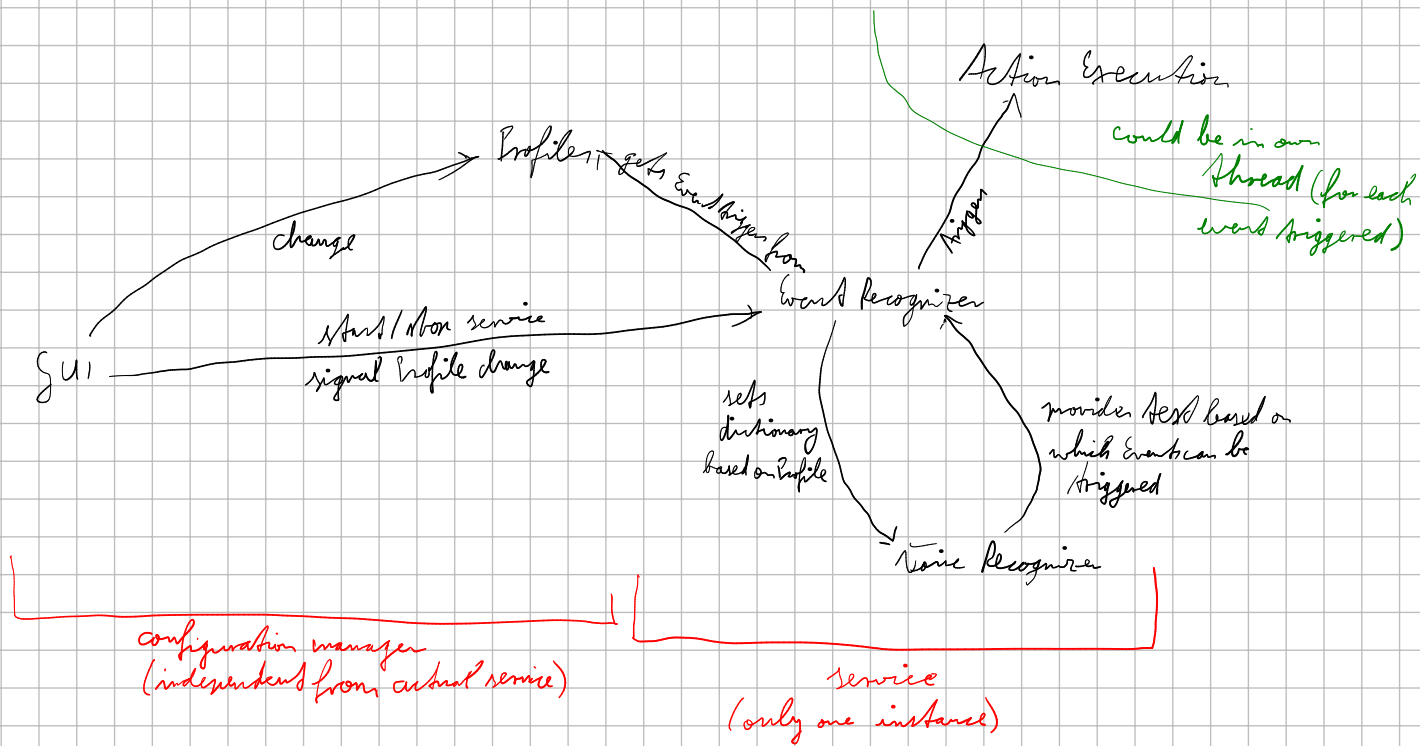 Action Execution
could be in own
thread (for each
event triggered)
Profiles
gets Event trigger from
triggers
change
Event Recognizer
start/stop service
signal Profile change
GUI
sets
dictionary
based on Profile
provides text based on
which Events can be
triggered
Voice Recognizer
configuration manager
(independent from actual service)
service
(only one instance)